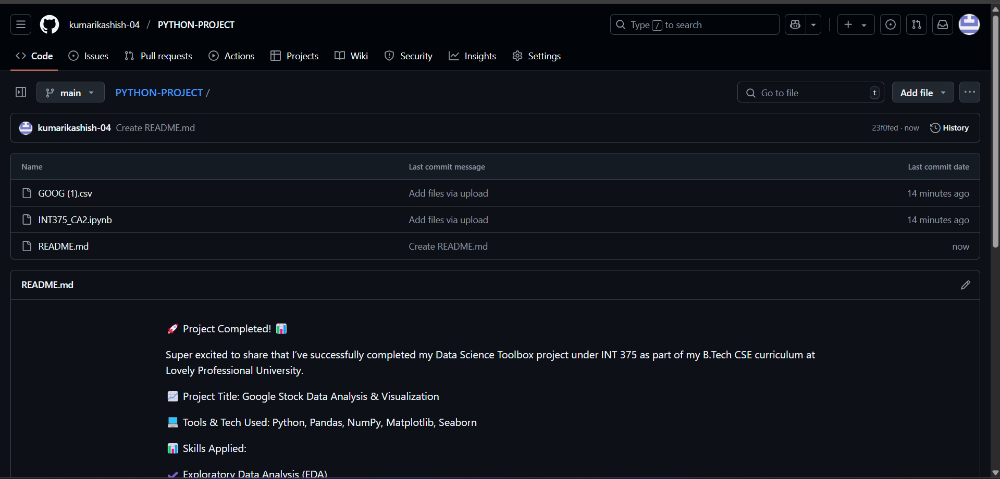 kumarikashish-04 / PYTHON-PROJECT
Type / to search
Code Issues Pull requests Actions Projects Wiki Security Insights Settings
main PYTHON-PROJECT /
Go to file t
Add file
kumarikashish-04 Create README.md
23f0fed · now History
Name Last commit message Last commit date
GOOG (1).csv Add files via upload 14 minutes ago
INT375_CA2.ipynb Add files via upload 14 minutes ago
README.md Create README.md now
README.md
🚀 Project Completed! 📊
Super excited to share that I’ve successfully completed my Data Science Toolbox project under INT 375 as part of my B.Tech CSE curriculum at
Lovely Professional University.
📈 Project Title: Google Stock Data Analysis & Visualization
💻 Tools & Tech Used: Python, Pandas, NumPy, Matplotlib, Seaborn
📊 Skills Applied:
✔ Exploratory Data Analysis (EDA)